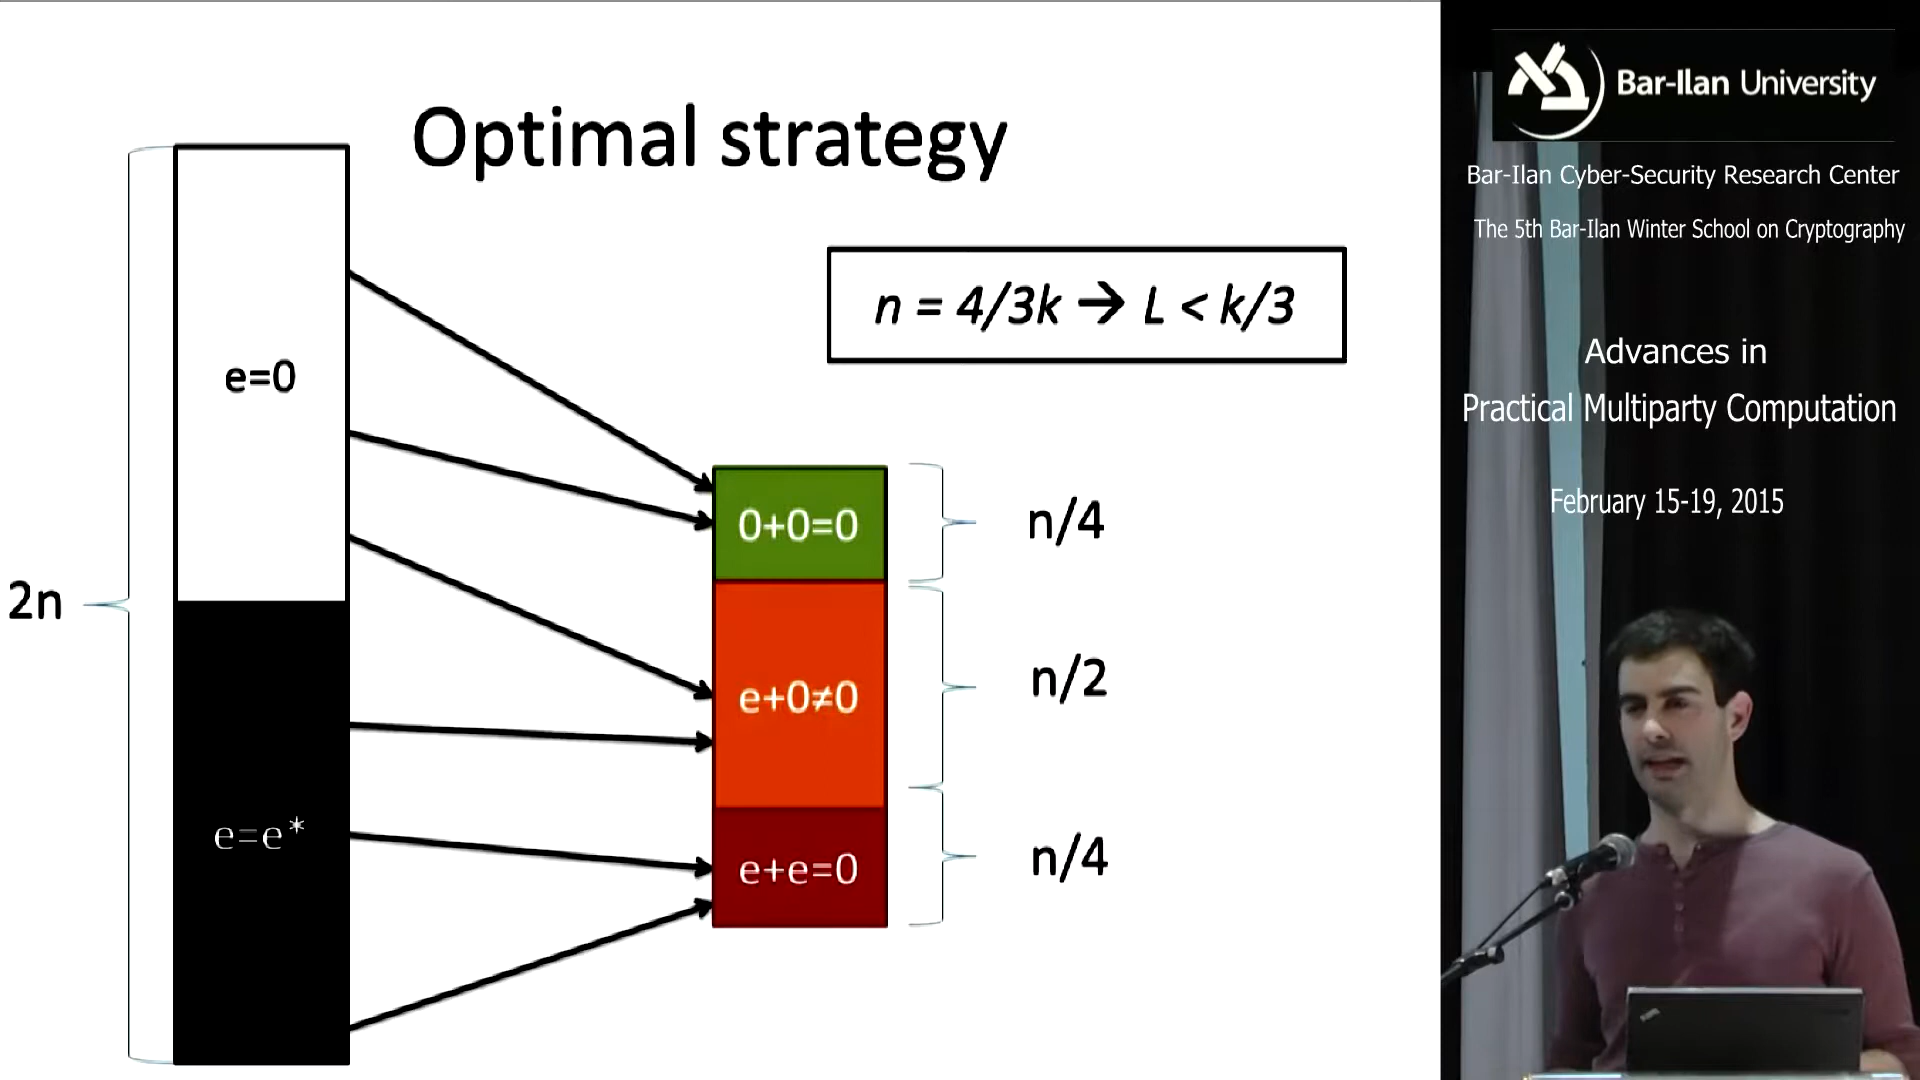 Optimal strategy
n = 4/3k → L < k/3
e=0
e=e*
2n
0+0=0
e+0≠0
e+e=0
n/4
n/2
n/4
Bar-Ilan University
Bar-Ilan Cyber-Security Research Center
The 5th Bar-Ilan Winter School on Cryptography
Advances in
Practical Multiparty Computation
February 15-19, 2015